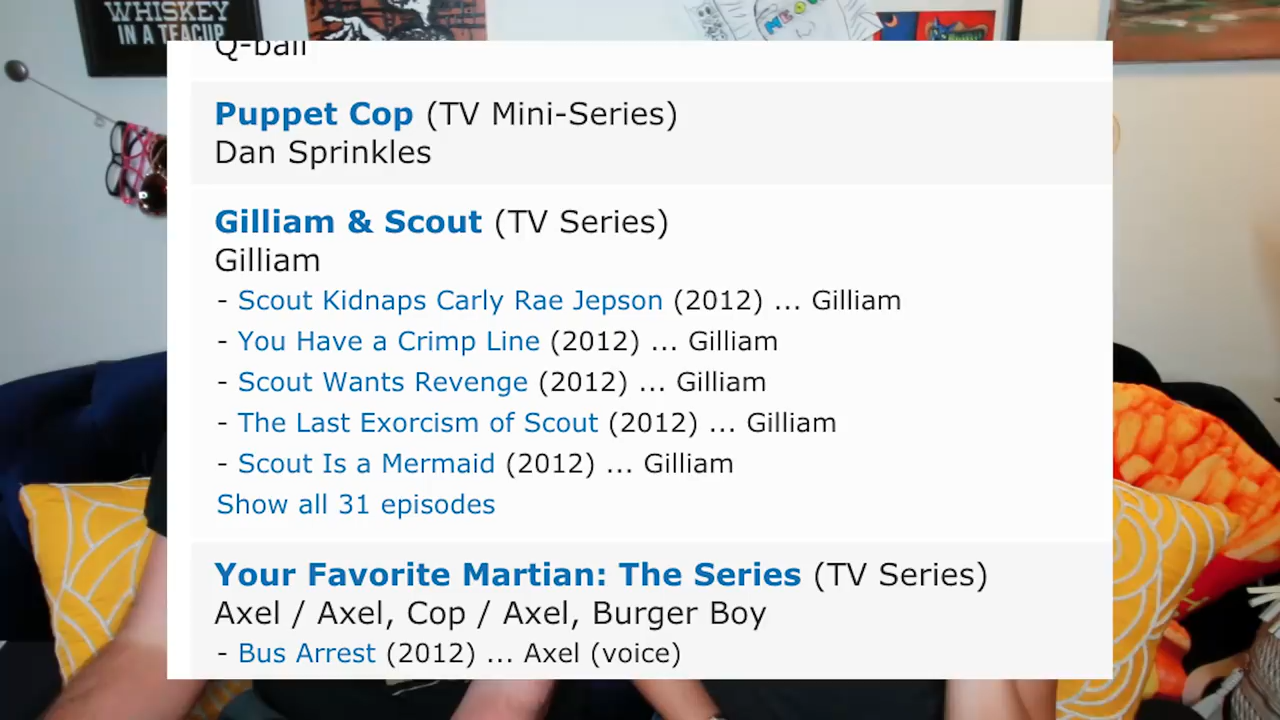 WHISKEY
IN A TEACUP
Q-ball
Puppet Cop (TV Mini-Series)
Dan Sprinkles
Gilliam & Scout (TV Series)
Gilliam
- Scout Kidnaps Carly Rae Jepson (2012) ... Gilliam
- You Have a Crimp Line (2012) ... Gilliam
- Scout Wants Revenge (2012) ... Gilliam
- The Last Exorcism of Scout (2012) ... Gilliam
- Scout Is a Mermaid (2012) ... Gilliam
Show all 31 episodes
Your Favorite Martian: The Series (TV Series)
Axel / Axel, Cop / Axel, Burger Boy
- Bus Arrest (2012) ... Axel (voice)